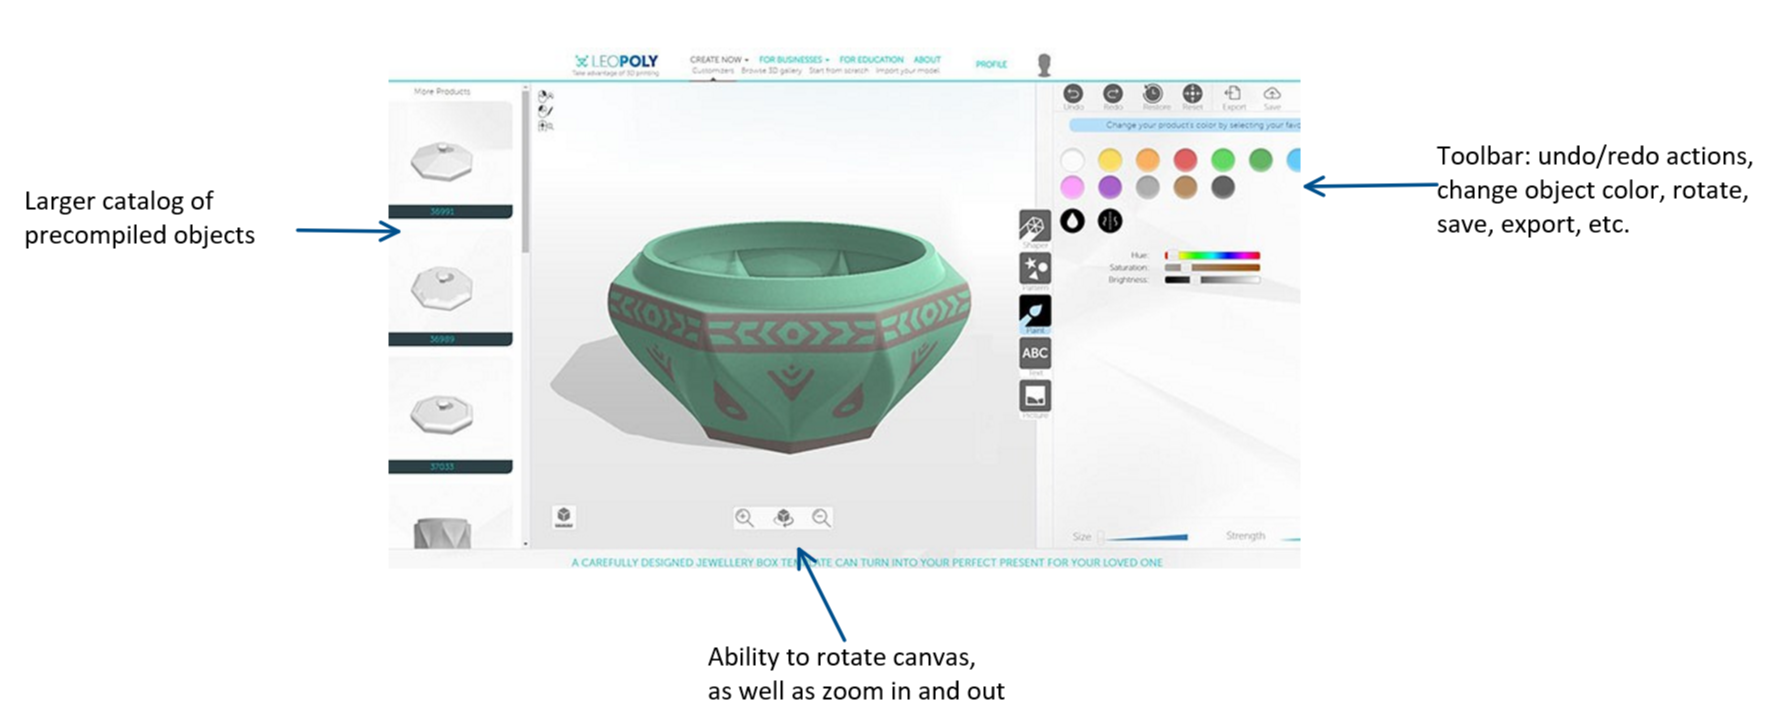 LEOPOLY
Take advantage of 3D printing
CREATE NOW FOR BUSINESSES FOR EDUCATION ABOUT
Customizers Browse 3D gallery Start from scratch Import your model
PROFILE
More Products
36991
36989
37033
Undo Redo Restore Reset Export Save
Change your product's color by selecting your favo
Hue:
Saturation:
Brightness:
Shaper
Pattern
Paint
ABC
Text
Picture
Size Strength
A CAREFULLY DESIGNED JEWELLERY BOX TEMPLATE CAN TURN INTO YOUR PERFECT PRESENT FOR YOUR LOVED ONE
Larger catalog of
precompiled objects
Toolbar: undo/redo actions,
change object color, rotate,
save, export, etc.
Ability to rotate canvas,
as well as zoom in and out